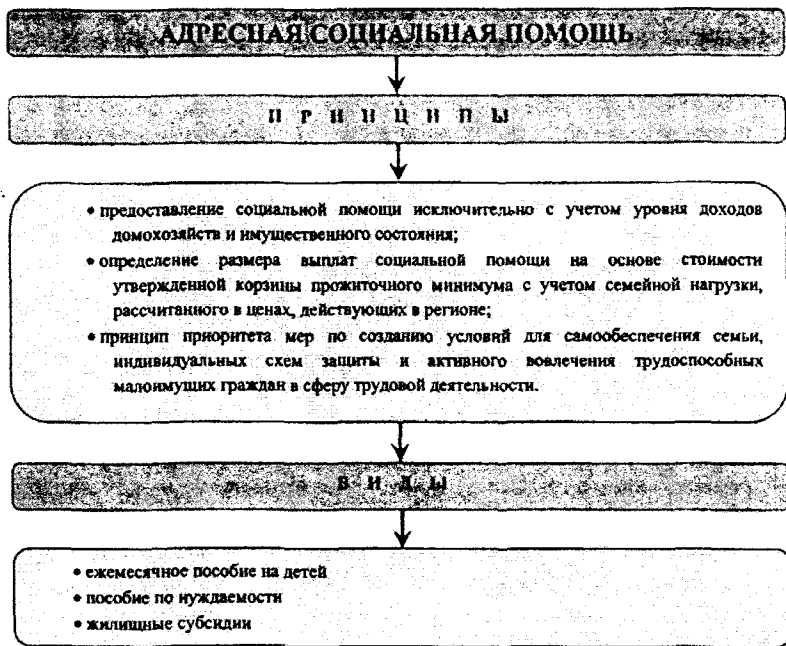 АДРЕСНАЯ СОЦИАЛЬНАЯ ПОМОЩЬ
П Р И Н Ц И П Ы
• предоставление социальной помощи исключительно с учетом уровня доходов
домохозяйств и имущественного состояния;
• определение размера выплат социальной помощи на основе стоимости
утвержденной корзины прожиточного минимума с учетом семейной нагрузки,
рассчитанного в ценах, действующих в регионе;
• принцип приоритета мер по созданию условий для самообеспечения семьи,
индивидуальных схем защиты и активного вовлечения трудоспособных
малоимущих граждан в сферу трудовой деятельности.
В И Д Ы
• ежемесячное пособие на детей
• пособие по нуждаемости
• жилищные субсидии